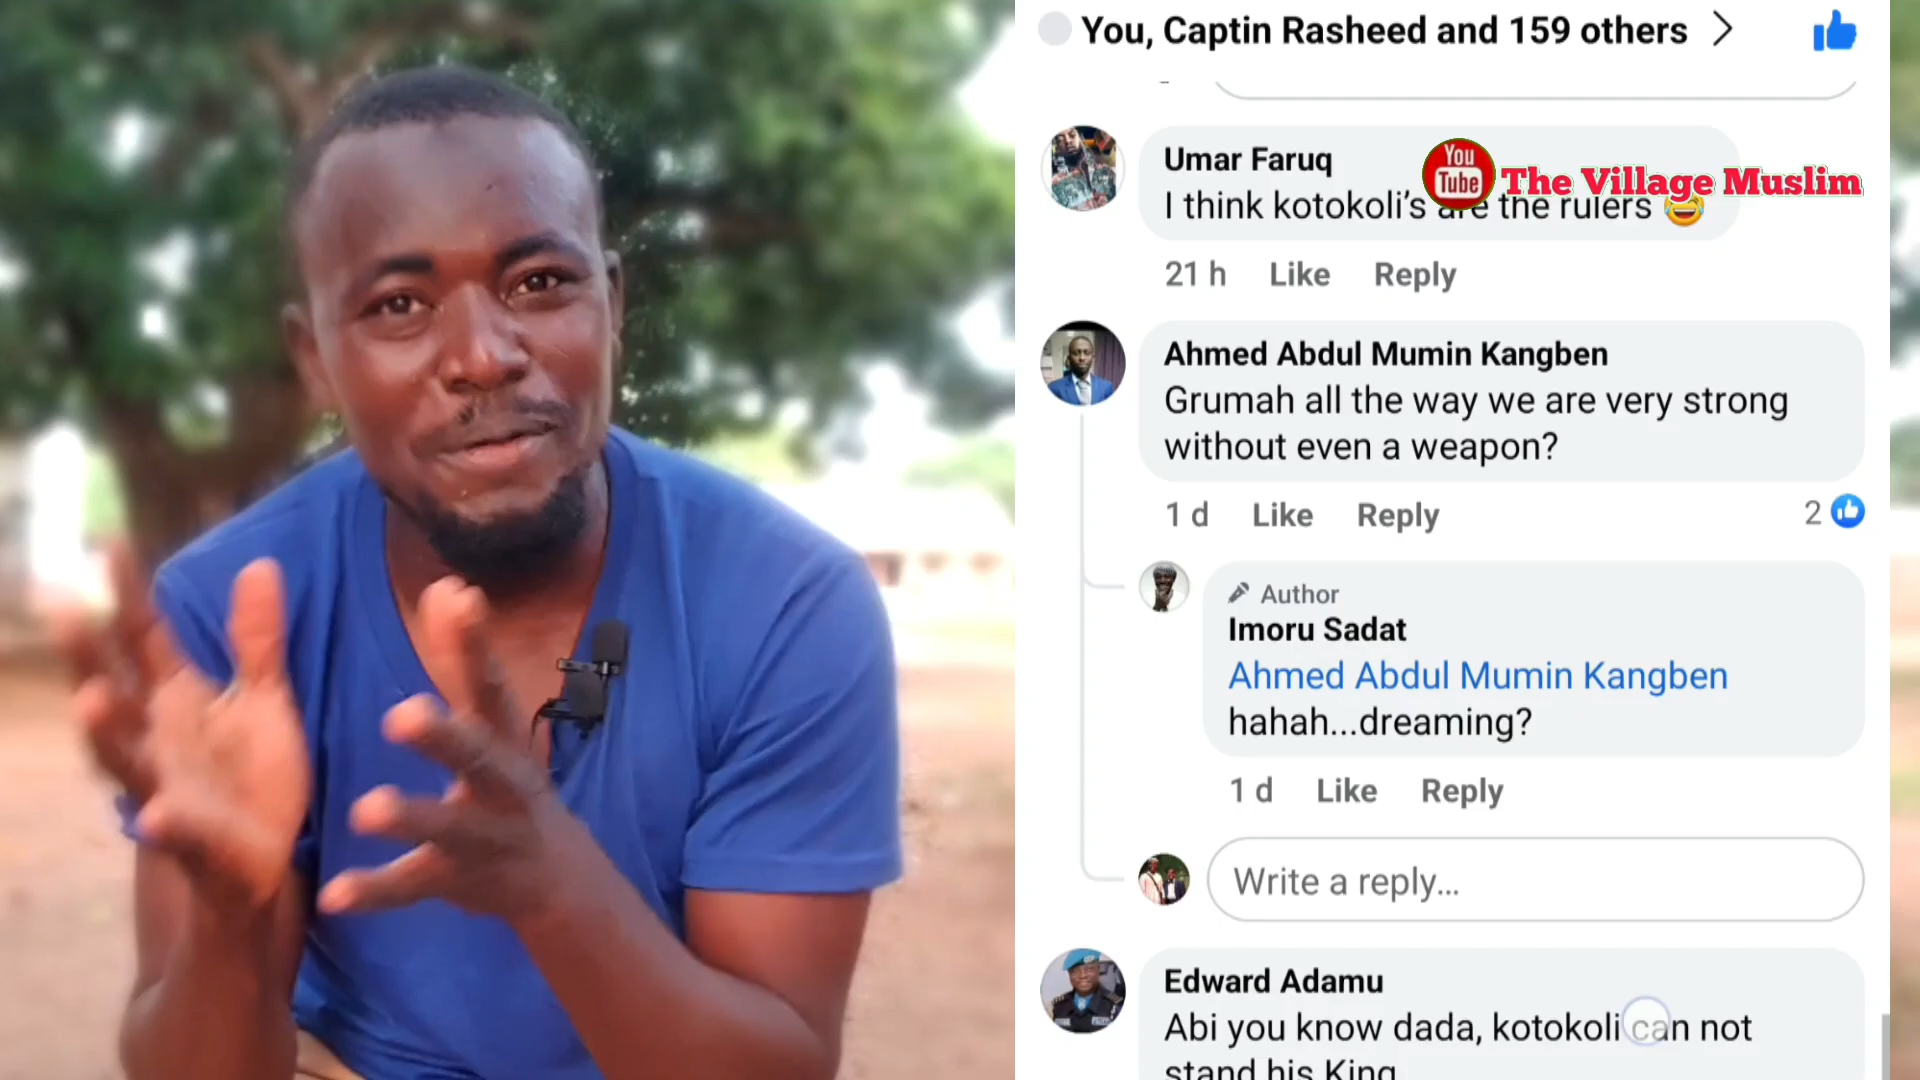 You, Captin Rasheed and 159 others
Umar Faruq
You
Tube
The Village Muslim
I think kotokoli's are the rulers 😂
21 h Like Reply
Ahmed Abdul Mumin Kangben
Grumah all the way we are very strong
without even a weapon?
1 d Like Reply 2
Author
Imoru Sadat
Ahmed Abdul Mumin Kangben
hahah...dreaming?
1 d Like Reply
Write a reply...
Edward Adamu
Abi you know dada, kotokoli can not
stand his King